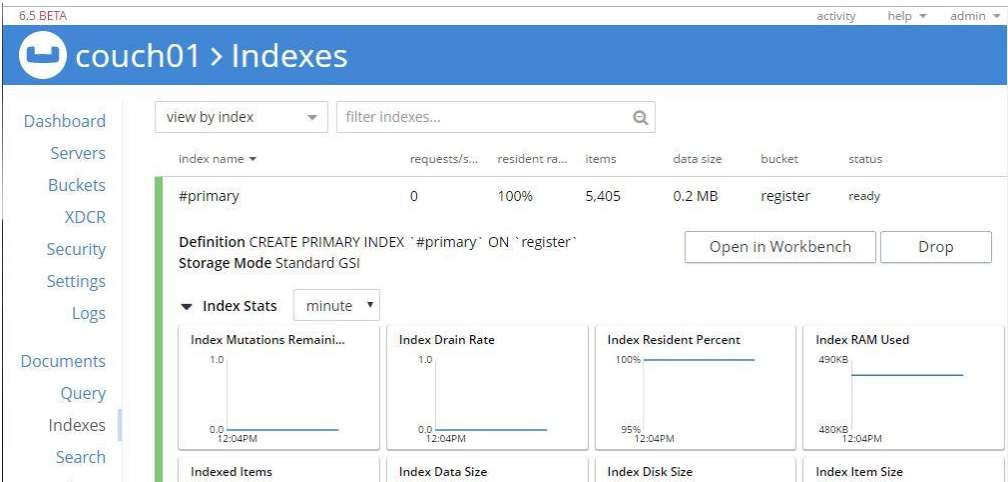 6.5 BETA activity help admin
couch01 > Indexes
Dashboard
Servers
Buckets
XDCR
Security
Settings
Logs
Documents
Query
Indexes
Search
view by index filter indexes...
index name requests/s... resident ra... items data size bucket status
#primary 0 100% 5,405 0.2 MB register ready
Definition CREATE PRIMARY INDEX `#primary` ON `register`
Storage Mode Standard GSI
Open in Workbench Drop
Index Stats minute
Index Mutations Remaini...
1.0
0.0
12:04PM
Index Drain Rate
1.0
0.0
12:04PM
Index Resident Percent
100%
95%
12:04PM
Index RAM Used
490KB
480KB
12:04PM
Indexed Items Index Data Size Index Disk Size Index Item Size